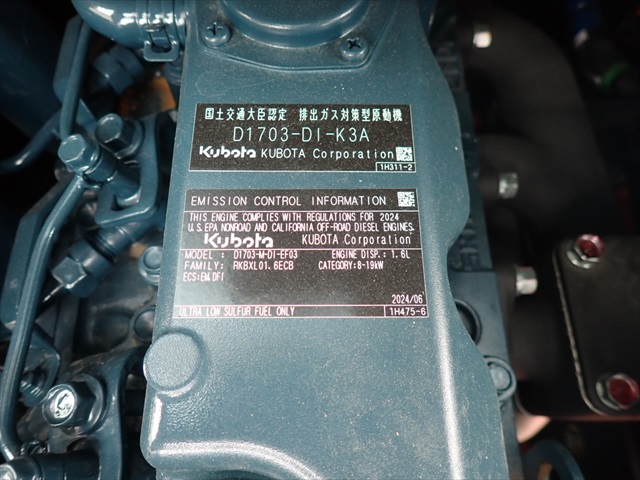 国土交通大臣認定 排出ガス対策型原動機
D1703-DI-K3A
Kubota KUBOTA Corporation
1H311-2
EMISSION CONTROL INFORMATION
THIS ENGINE COMPLIES WITH REGULATIONS FOR 2024
U.S. EPA NONROAD AND CALIFORNIA OFF-ROAD DIESEL ENGINES.
Kubota KUBOTA Corporation
MODEL : D1703-M-DI-EF03 ENGINE DISP.: 1.6L
FAMILY: RKBXL01.6ECB CATEGORY:8-19kW
ECS:EM,DFI
2024/06
ULTRA LOW SULFUR FUEL ONLY 1H475-6